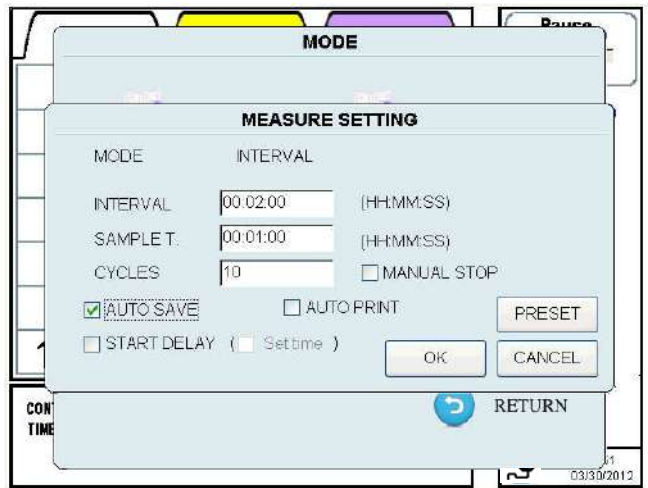 Pause
MODE
MEASURE SETTING
MODE INTERVAL
INTERVAL 00:02:00 (HH:MM:SS)
SAMPLE T. 00:01:00 (HH:MM:SS)
CYCLES 10 MANUAL STOP
AUTO SAVE AUTO PRINT PRESET
START DELAY ( Set time )
OK CANCEL
RETURN
CON
TIME
03/30/2012